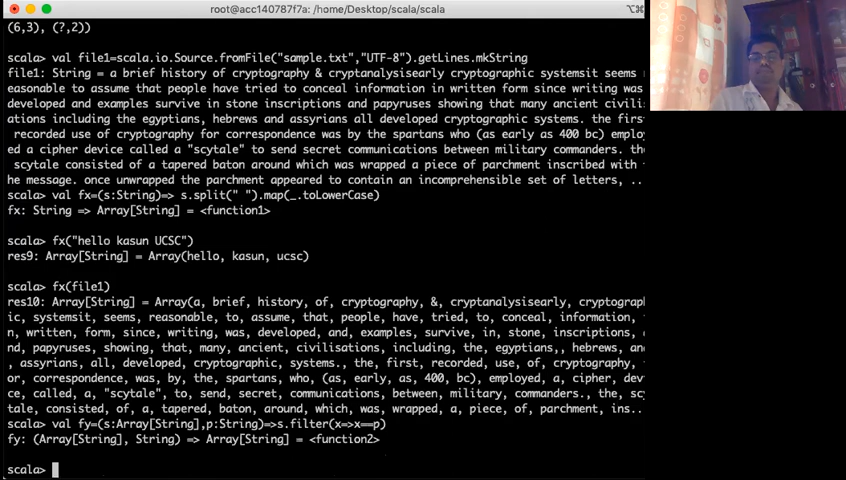 root@acc140787f7a: /home/Desktop/scala/scala
(6,3), (?,2))
scala> val file1=scala.io.Source.fromFile("sample.txt","UTF-8").getLines.mkString
file1: String = a brief history of cryptography & cryptanalysisearly cryptographic systemsit seems
easonable to assume that people have tried to conceal information in written form since writing was
developed and examples survive in stone inscriptions and papyruses showing that many ancient civili
ations including the egyptians, hebrews and assyrians all developed cryptographic systems. the firs
recorded use of cryptography for correspondence was by the spartans who (as early as 400 bc) employ
ed a cipher device called a "scytale" to send secret communications between military commanders. th
scytale consisted of a tapered baton around which was wrapped a piece of parchment inscribed with
he message. once unwrapped the parchment appeared to contain an incomprehensible set of letters, ...
scala> val fx=(s:String)=> s.split(" ").map(_.toLowerCase)
fx: String => Array[String] = <function1>
scala> fx("hello kasun UCSC")
res9: Array[String] = Array(hello, kasun, ucsc)
scala> fx(file1)
res10: Array[String] = Array(a, brief, history, of, cryptography, &, cryptanalysisearly, cryptograp
ic, systemsit, seems, reasonable, to, assume, that, people, have, tried, to, conceal, information,
n, written, form, since, writing, was, developed, and, examples, survive, in, stone, inscriptions,
nd, papyruses, showing, that, many, ancient, civilisations, including, the, egyptians,, hebrews, an
, assyrians, all, developed, cryptographic, systems., the, first, recorded, use, of, cryptography,
or, correspondence, was, by, the, spartans, who, (as, early, as, 400, bc), employed, a, cipher, dev
ce, called, a, "scytale", to, send, secret, communications, between, military, commanders., the, sc
tale, consisted, of, a, tapered, baton, around, which, was, wrapped, a, piece, of, parchment, ins...
scala> val fy=(s:Array[String],p:String)=>s.filter(x=>x==p)
fy: (Array[String], String) => Array[String] = <function2>
scala>